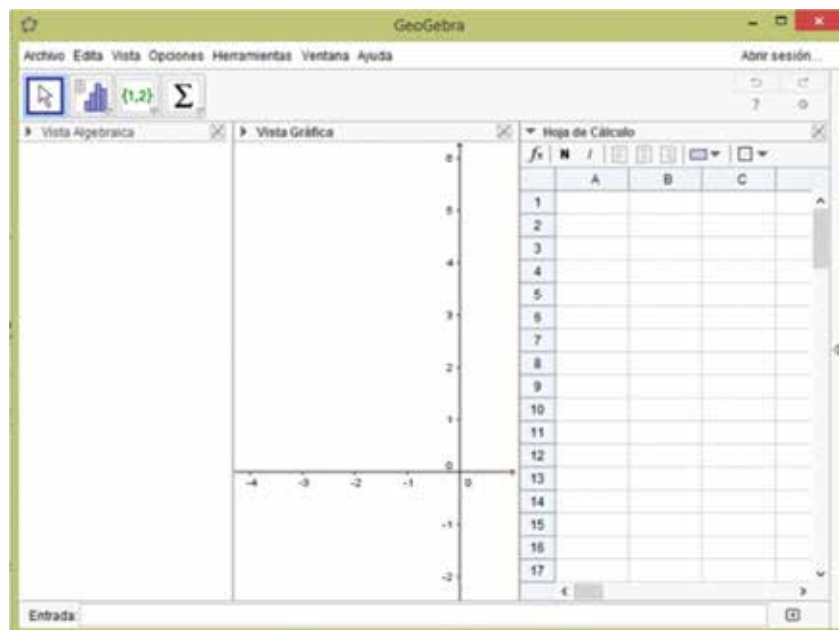 GeoGebra
Archivo Edita Vista Opciones Herramientas Ventana Ayuda Abrir sesión...
{1,2} Σ
Vista Algebraica
Vista Gráfica
Hoja de Cálculo
fx N I
A B C
1
2
3
4
5
6
7
8
9
10
11
12
13
14
15
16
17
6
5
4
3
2
1
0
-4 -3 -2 -1 0
-1
-2
Entrada: